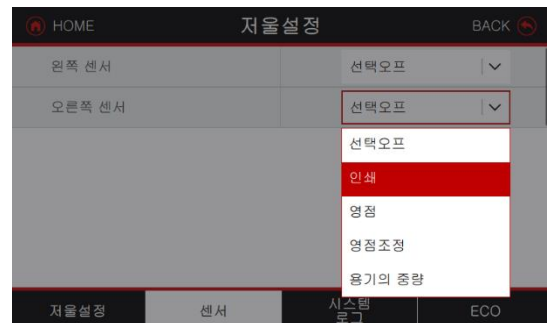 HOME 저울설정 BACK
왼쪽 센서 선택오프
오른쪽 센서 선택오프
선택오프
인쇄
영점
영점조정
용기의 중량
저울설정 센서 시스템 ECO
로그